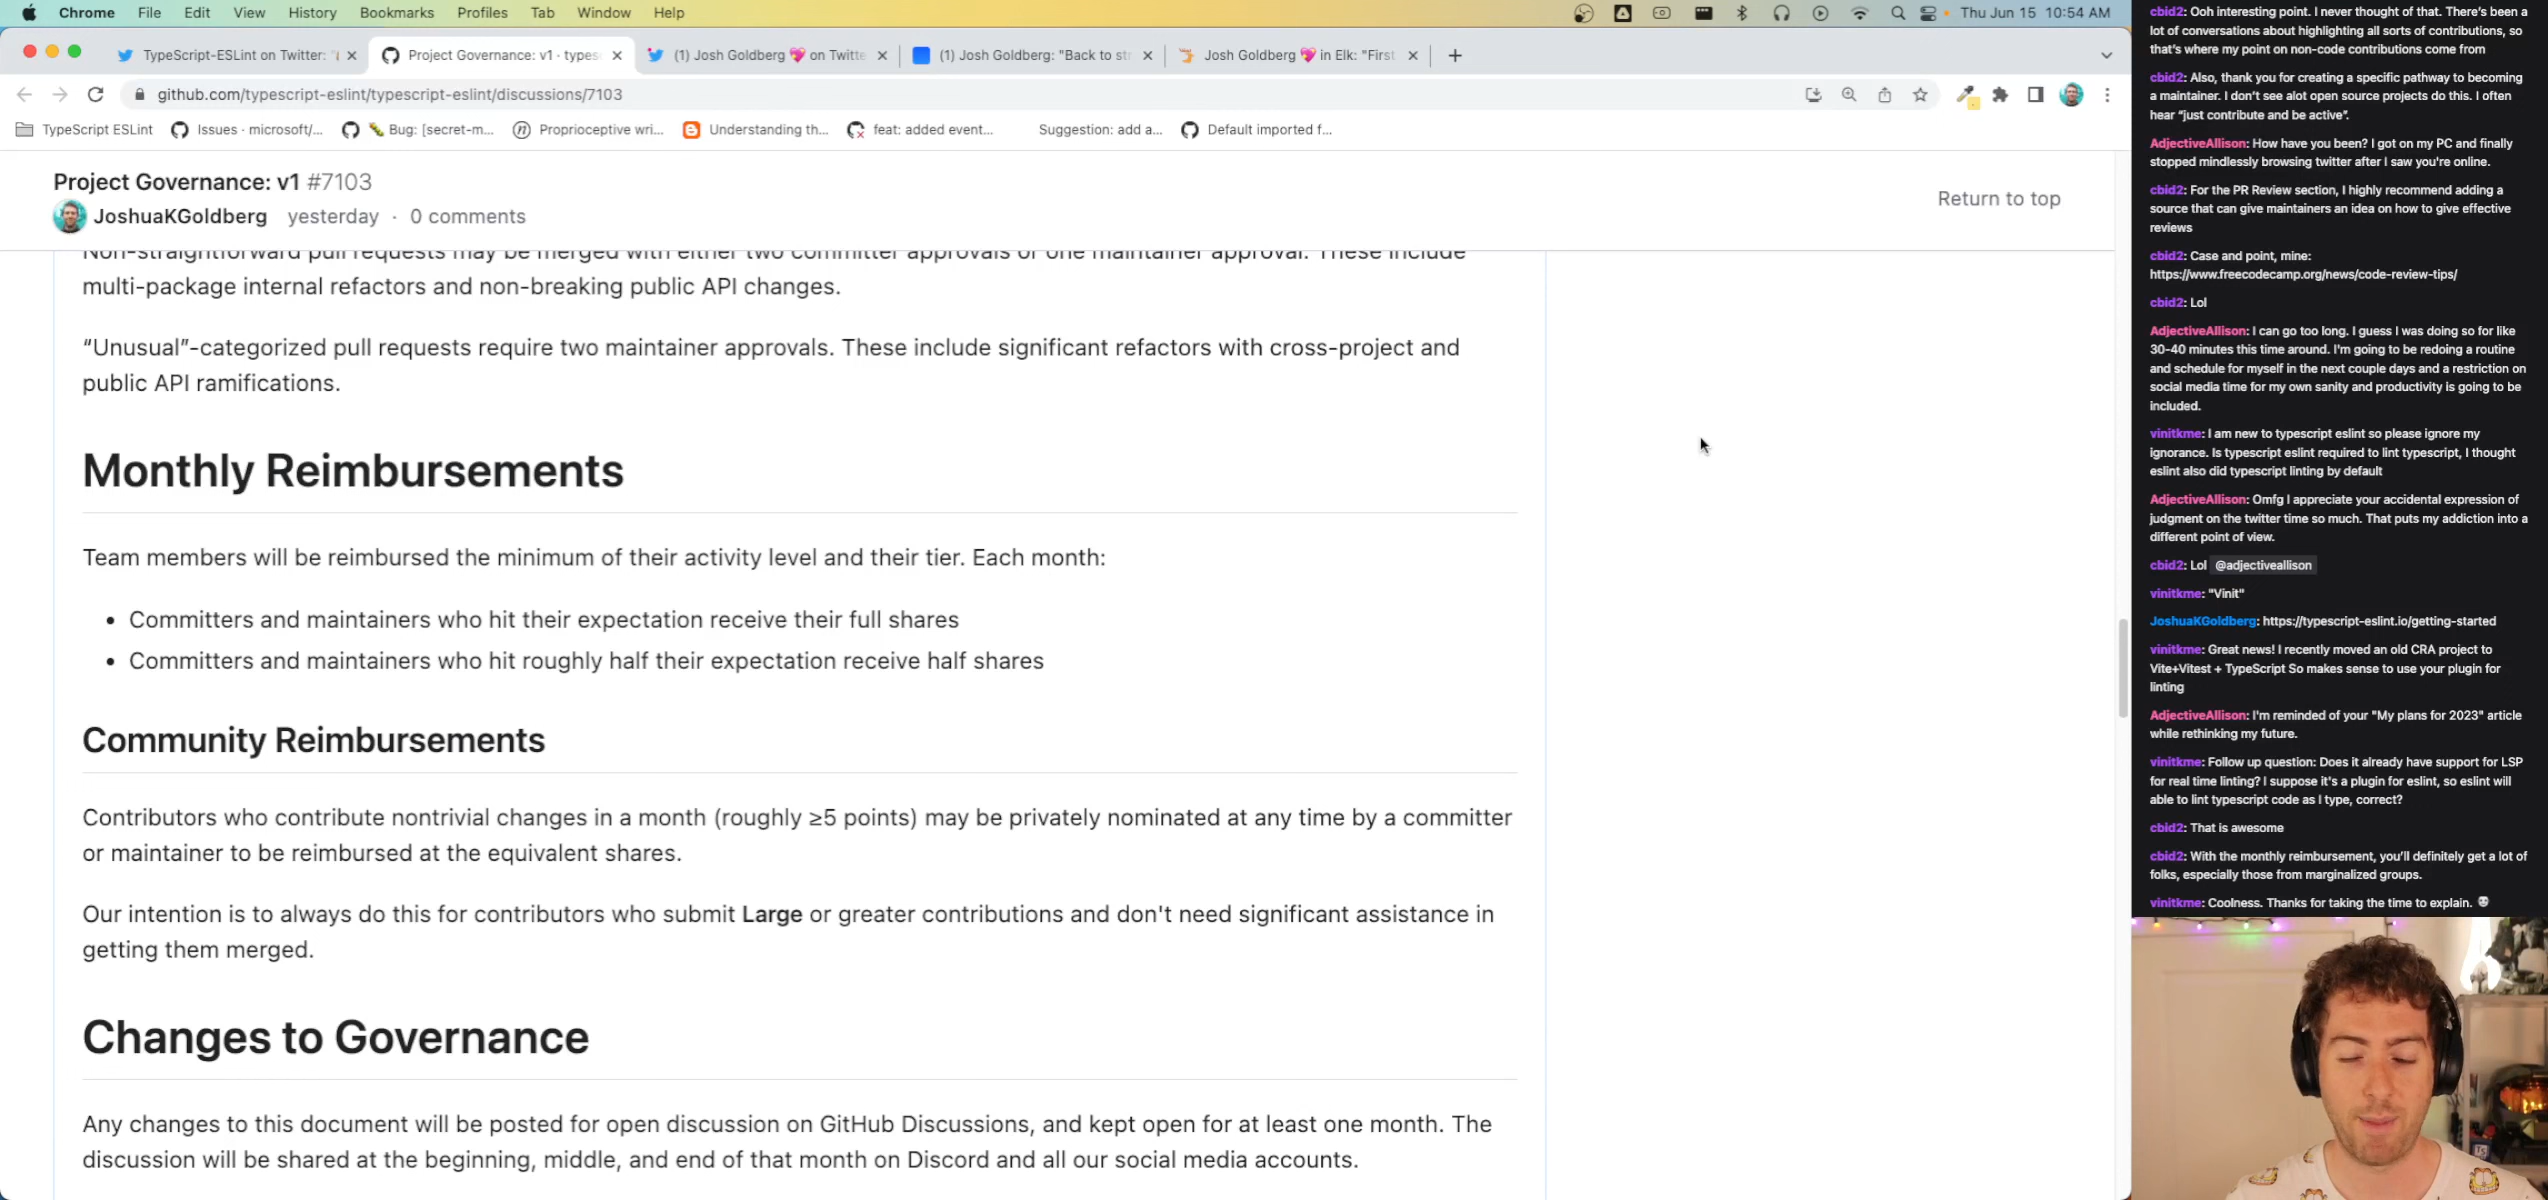 Chrome File Edit View History Bookmarks Profiles Tab Window Help
Thu Jun 15 10:54 AM
TypeScript-ESLint on Twitter: "
Project Governance: v1 · types
(1) Josh Goldberg 💖 on Twitte
(1) Josh Goldberg: "Back to str
Josh Goldberg 💖 in Elk: "First
github.com/typescript-eslint/typescript-eslint/discussions/7103
TypeScript ESLint
Issues · microsoft/...
🐛 Bug: [secret-m...
Proprioceptive wri...
Understanding th...
feat: added event...
Suggestion: add a...
Default imported f...
Project Governance: v1 #7103
JoshuaKGoldberg yesterday · 0 comments
Return to top
Non-straightforward pull requests may be merged with either two committer approvals or one maintainer approval. These include
multi-package internal refactors and non-breaking public API changes.
“Unusual”-categorized pull requests require two maintainer approvals. These include significant refactors with cross-project and
public API ramifications.
Monthly Reimbursements
Team members will be reimbursed the minimum of their activity level and their tier. Each month:
• Committers and maintainers who hit their expectation receive their full shares
• Committers and maintainers who hit roughly half their expectation receive half shares
Community Reimbursements
Contributors who contribute nontrivial changes in a month (roughly ≥5 points) may be privately nominated at any time by a committer
or maintainer to be reimbursed at the equivalent shares.
Our intention is to always do this for contributors who submit Large or greater contributions and don't need significant assistance in
getting them merged.
Changes to Governance
Any changes to this document will be posted for open discussion on GitHub Discussions, and kept open for at least one month. The
discussion will be shared at the beginning, middle, and end of that month on Discord and all our social media accounts.
cbid2: Ooh interesting point. I never thought of that. There’s been a
lot of conversations about highlighting all sorts of contributions, so
that’s where my point on non-code contributions come from
cbid2: Also, thank you for creating a specific pathway to becoming
a maintainer. I don’t see alot open source projects do this. I often
hear “just contribute and be active”.
AdjectiveAllison: How have you been? I got on my PC and finally
stopped mindlessly browsing twitter after I saw you're online.
cbid2: For the PR Review section, I highly recommend adding a
source that can give maintainers an idea on how to give effective
reviews
cbid2: Case and point, mine:
https://www.freecodecamp.org/news/code-review-tips/
cbid2: Lol
AdjectiveAllison: I can go too long. I guess I was doing so for like
30-40 minutes this time around. I'm going to be redoing a routine
and schedule for myself in the next couple days and a restriction on
social media time for my own sanity and productivity is going to be
included.
vinitkme: I am new to typescript eslint so please ignore my
ignorance. Is typescript eslint required to lint typescript, I thought
eslint also did typescript linting by default
AdjectiveAllison: Omfg I appreciate your accidental expression of
judgment on the twitter time so much. That puts my addiction into a
different point of view.
cbid2: Lol @adjectiveallison
vinitkme: "Vinit"
JoshuaKGoldberg: https://typescript-eslint.io/getting-started
vinitkme: Great news! I recently moved an old CRA project to
Vite+Vitest + TypeScript So makes sense to use your plugin for
linting
AdjectiveAllison: I'm reminded of your "My plans for 2023" article
while rethinking my future.
vinitkme: Follow up question: Does it already have support for LSP
for real time linting? I suppose it's a plugin for eslint, so eslint will
able to lint typescript code as I type, correct?
cbid2: That is awesome
cbid2: With the monthly reimbursement, you’ll definitely get a lot of
folks, especially those from marginalized groups.
vinitkme: Coolness. Thanks for taking the time to explain.